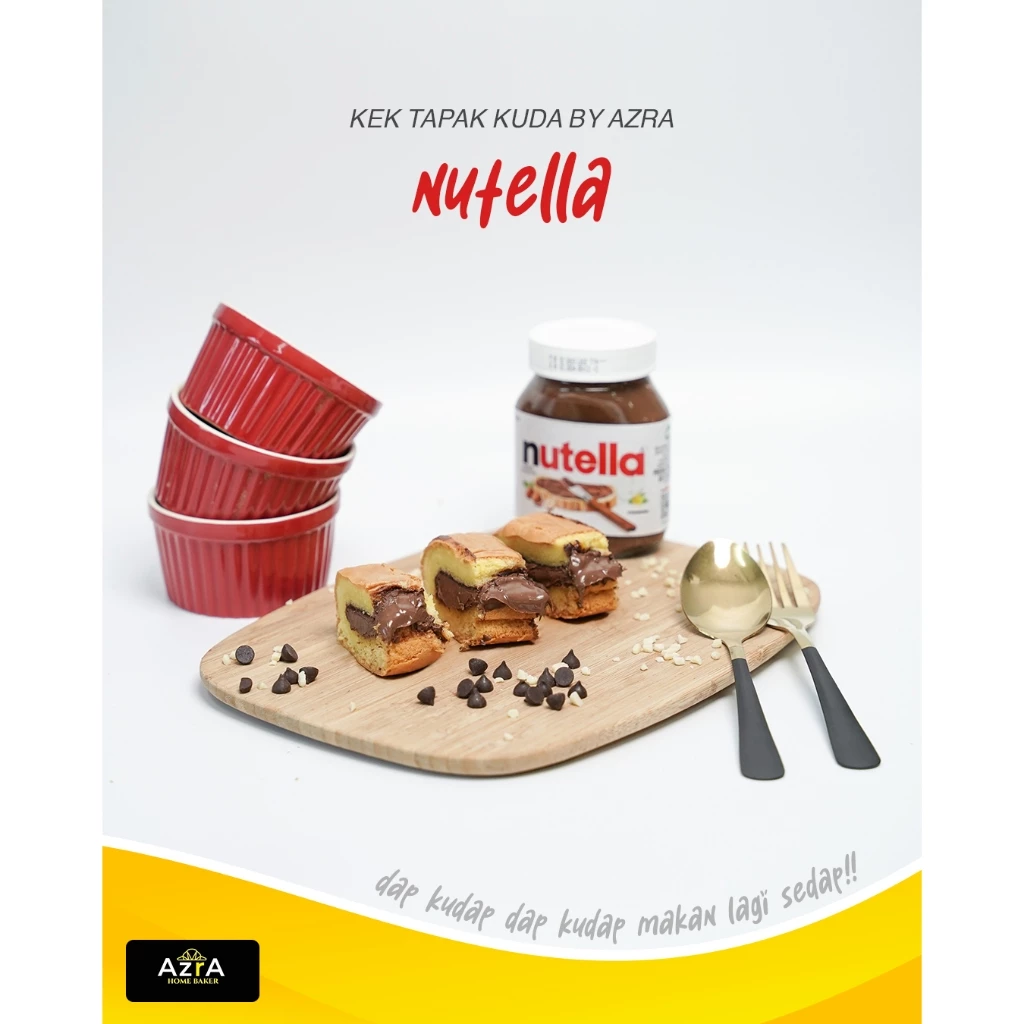 KEK TAPAK KUDA BY AZRA
Nutella
nutella
dap kudap dap kudap makan lagi sedap!!
AzrA
HOME BAKER